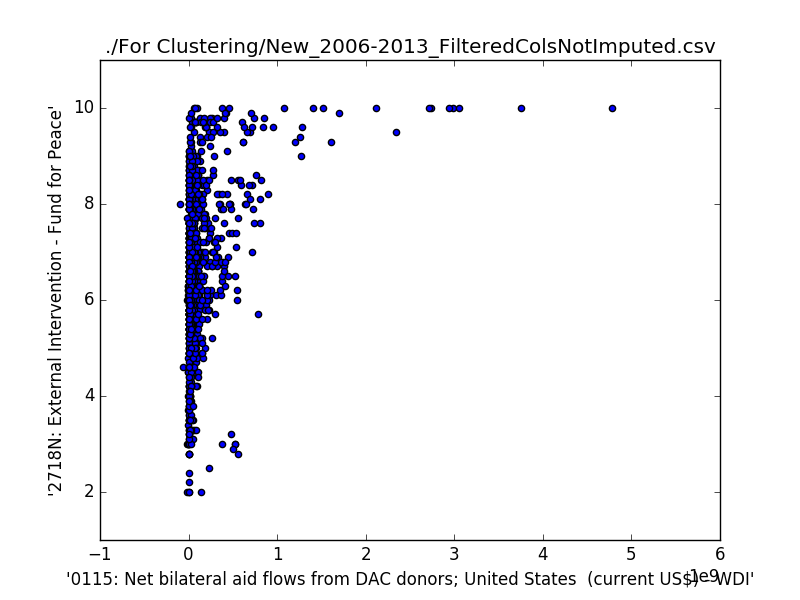 ./For Clustering/New_2006-2013_FilteredColsNotImputed.csv
'2718N: External Intervention - Fund for Peace'
10
8
6
4
2
−1 0 1 2 3 4 5 6
1e9
'0115: Net bilateral aid flows from DAC donors; United States (current US$) - WDI'